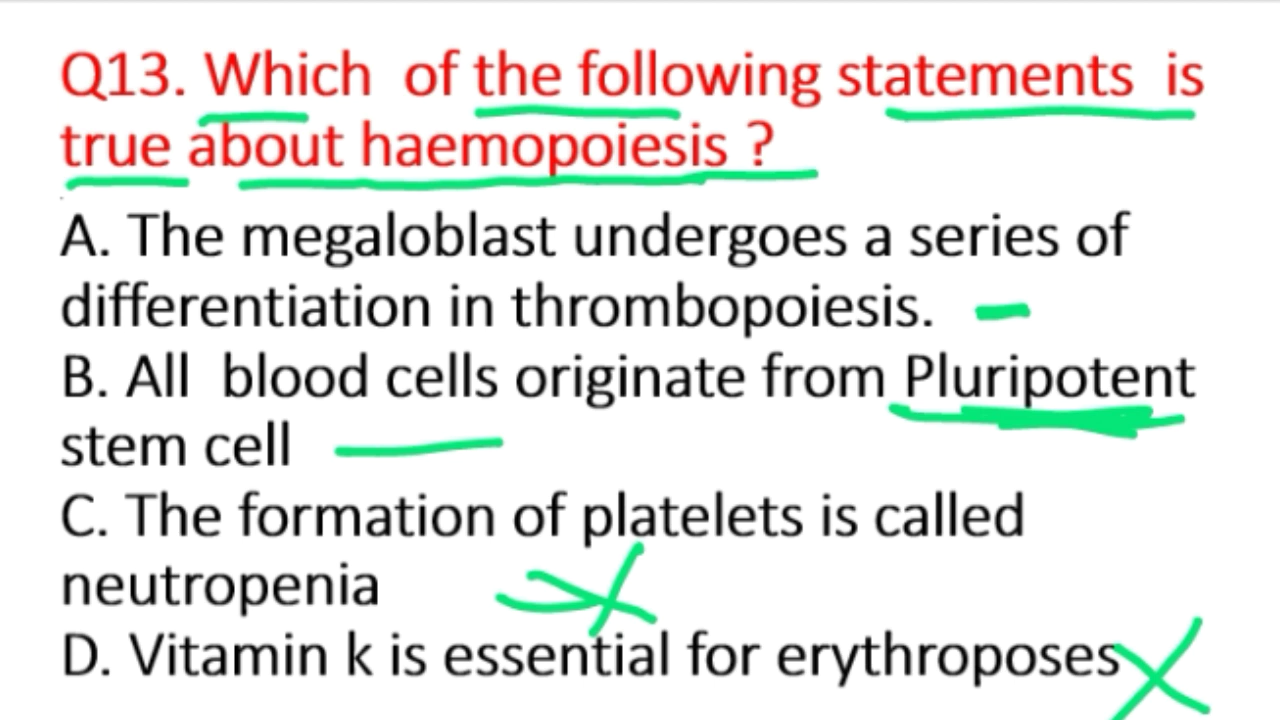 Q13. Which of the following statements is
true about haemopoiesis ?
A. The megaloblast undergoes a series of
differentiation in thrombopoiesis.
B. All blood cells originate from Pluripotent
stem cell
C. The formation of platelets is called
neutropenia
D. Vitamin k is essential for erythroposes